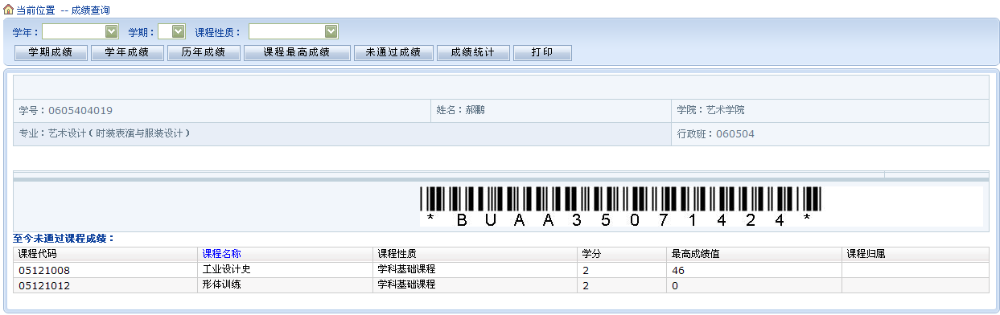 当前位置 -- 成绩查询
学年： 学期： 课程性质：
学期成绩 学年成绩 历年成绩 课程最高成绩 未通过成绩 成绩统计 打印
学号：0605404019 姓名：郝鹏 学院：艺术学院
专业：艺术设计（时装表演与服装设计） 行政班：060504
* B U A A 3 5 0 7 1 4 2 4 *
至今未通过课程成绩：
课程代码 课程名称 课程性质 学分 最高成绩值 课程归属
05121008 工业设计史 学科基础课程 2 46
05121012 形体训练 学科基础课程 2 0